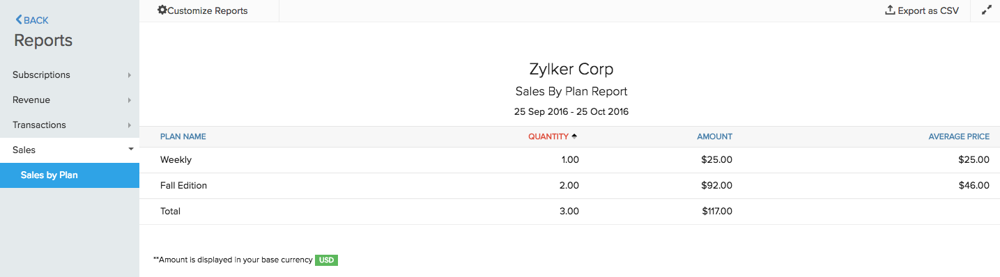 BACK
Reports
Subscriptions
Revenue
Transactions
Sales
Sales by Plan
Customize Reports
Export as CSV
Zylker Corp
Sales By Plan Report
25 Sep 2016 - 25 Oct 2016
PLAN NAME QUANTITY AMOUNT AVERAGE PRICE
Weekly 1.00 $25.00 $25.00
Fall Edition 2.00 $92.00 $46.00
Total 3.00 $117.00
**Amount is displayed in your base currency USD